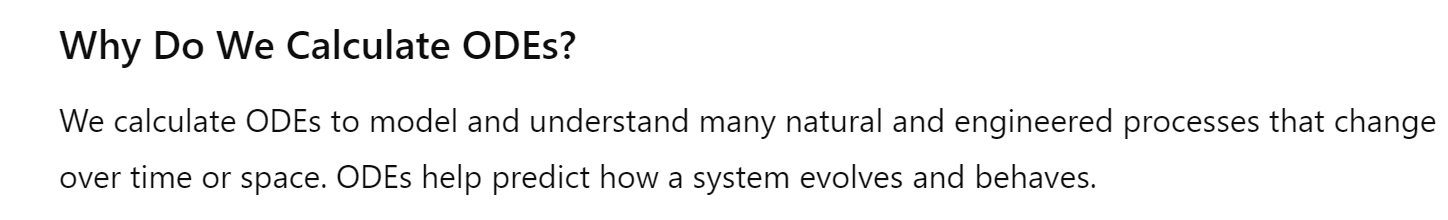 Why Do We Calculate ODEs?
We calculate ODEs to model and understand many natural and engineered processes that change
over time or space. ODEs help predict how a system evolves and behaves.